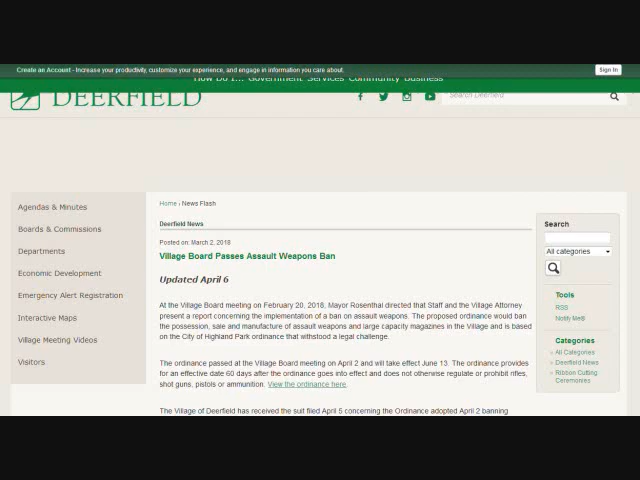 Create an Account - Increase your productivity, customize your experience, and engage in information you care about.
Sign In
How Do I... Government Services Community Business
DEERFIELD
Search Deerfield
Agendas & Minutes
Boards & Commissions
Departments
Economic Development
Emergency Alert Registration
Interactive Maps
Village Meeting Videos
Visitors
Home › News Flash
Deerfield News
Posted on: March 2, 2018
Village Board Passes Assault Weapons Ban
Updated April 6
At the Village Board meeting on February 20, 2018, Mayor Rosenthal directed that Staff and the Village Attorney
present a report concerning the implementation of a ban on assault weapons. The proposed ordinance would ban
the possession, sale and manufacture of assault weapons and large capacity magazines in the Village and is based
on the City of Highland Park ordinance that withstood a legal challenge.
The ordinance passed at the Village Board meeting on April 2 and will take effect June 13. The ordinance provides
for an effective date 60 days after the ordinance goes into effect and does not otherwise regulate or prohibit rifles,
shot guns, pistols or ammunition. View the ordinance here.
The Village of Deerfield has received the suit filed April 5 concerning the Ordinance adopted April 2 banning
Search
All categories
Tools
RSS
Notify Me®
Categories
» All Categories
» Deerfield News
» Ribbon Cutting
Ceremonies